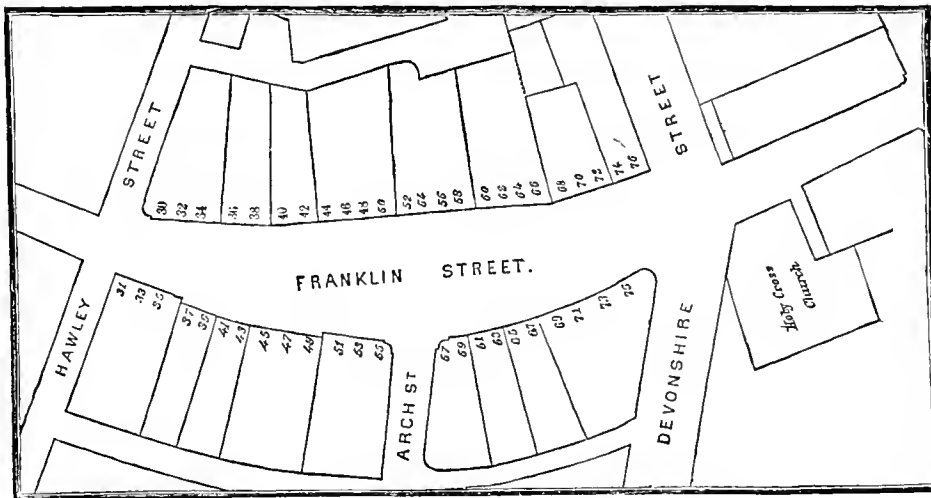 STREET
STREET
30 32 34 36 38 40 42 44 46 48 50 52 54 56 58 60 62 64 66 68 70 72 74 76
FRANKLIN STREET.
HAWLEY
31 33 35 37 39 41 43 45 47 49 51 53 55
ARCH ST
57 59 61 63 65 67 69 71 73 75
DEVONSHIRE
Holy Cross
Church